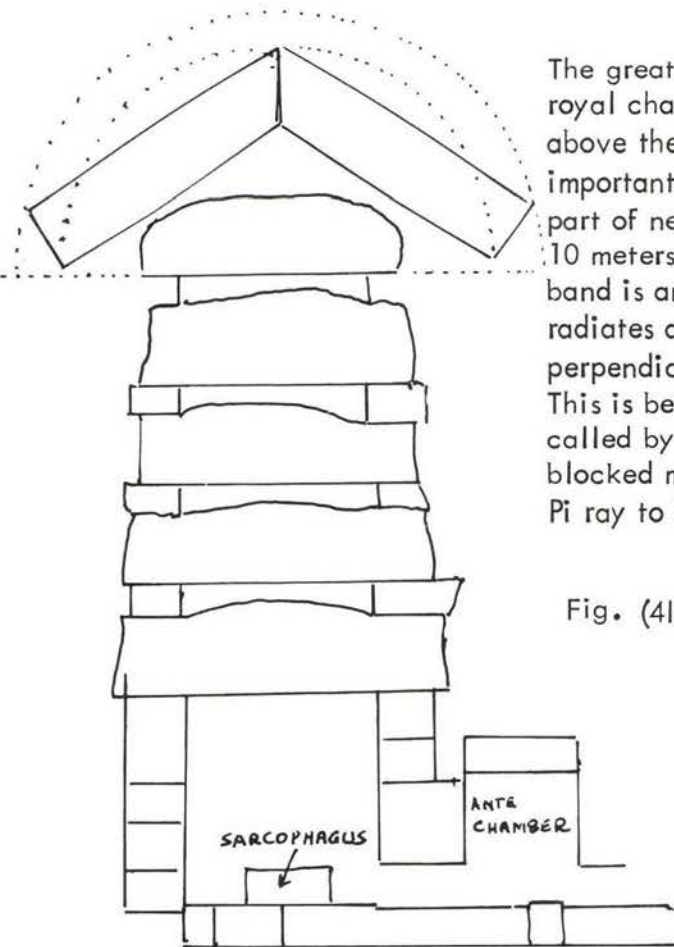 The great
royal cha
above the
important
part of ne
10 meters
band is an
radiates a
perpendic
This is be
called by
blocked m
Pi ray to
Fig. (4
ANTE
CHAMBER
SARCOPHAGUS